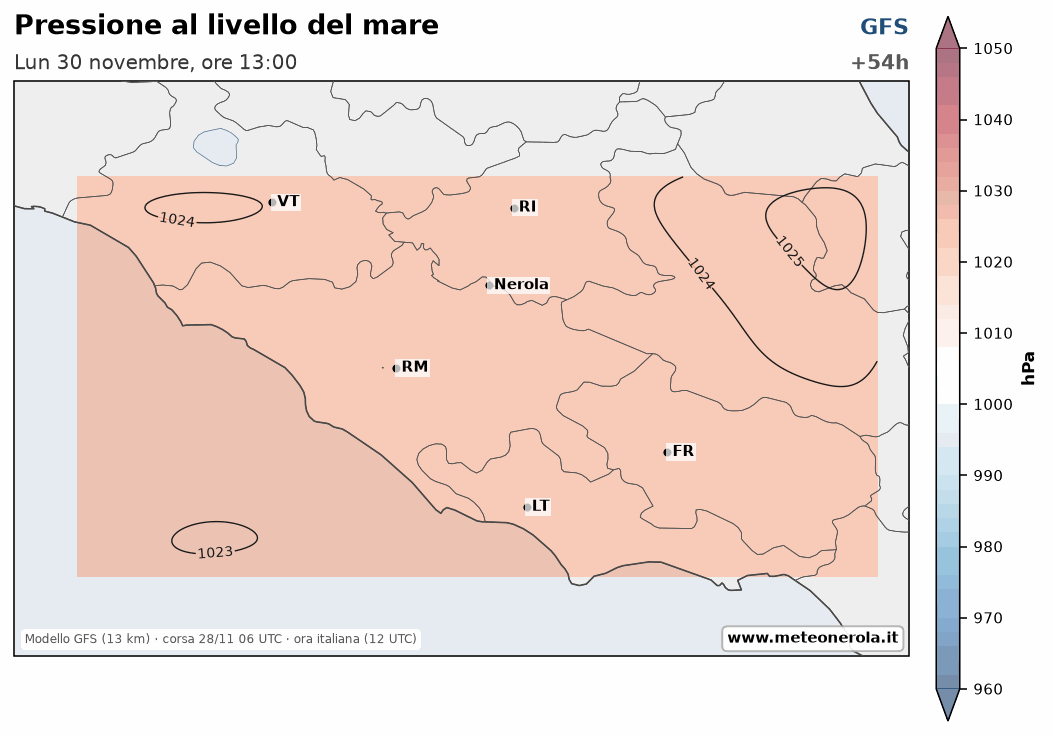 Pressione al livello del mare
GFS
Lun 30 novembre, ore 13:00
+54h
1050
1040
1030
1020
1010
1000
990
980
970
960
hPa
VT
1024
RI
1025
1024
Nerola
RM
FR
LT
1023
Modello GFS (13 km) · corsa 28/11 06 UTC · ora italiana (12 UTC)
www.meteonerola.it